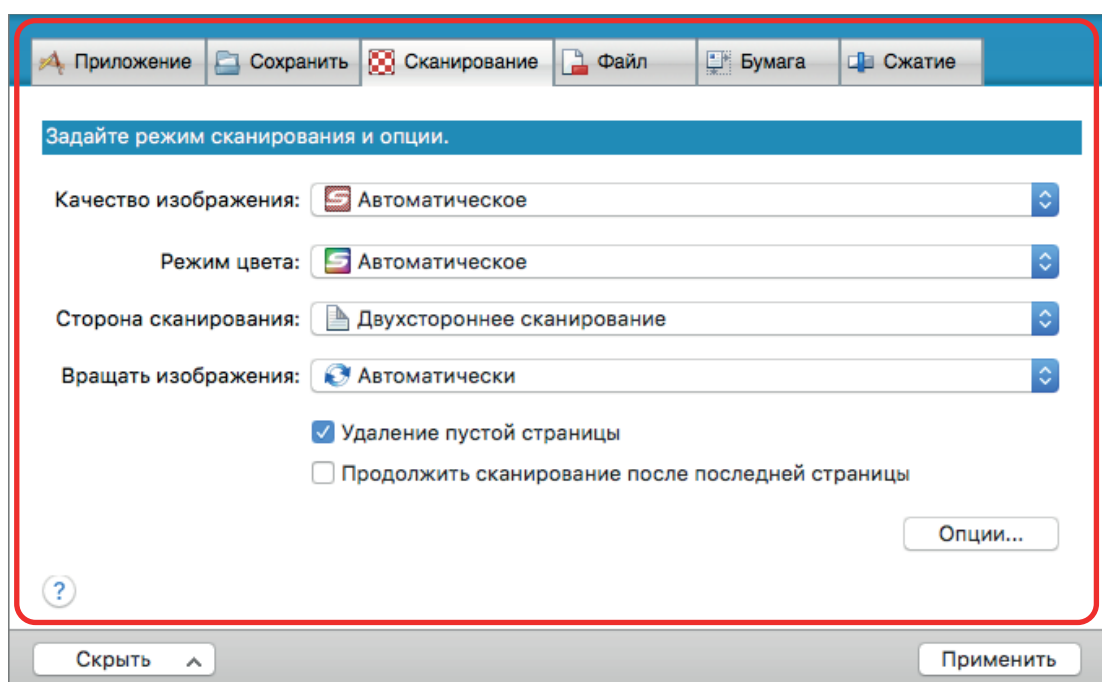 Приложение Сохранить Сканирование Файл Бумага Сжатие
Задайте режим сканирования и опции.
Качество изображения: Автоматическое
Режим цвета: Автоматическое
Сторона сканирования: Двухстороннее сканирование
Вращать изображения: Автоматически
Удаление пустой страницы
Продолжить сканирование после последней страницы
Опции...
?
Скрыть Применить